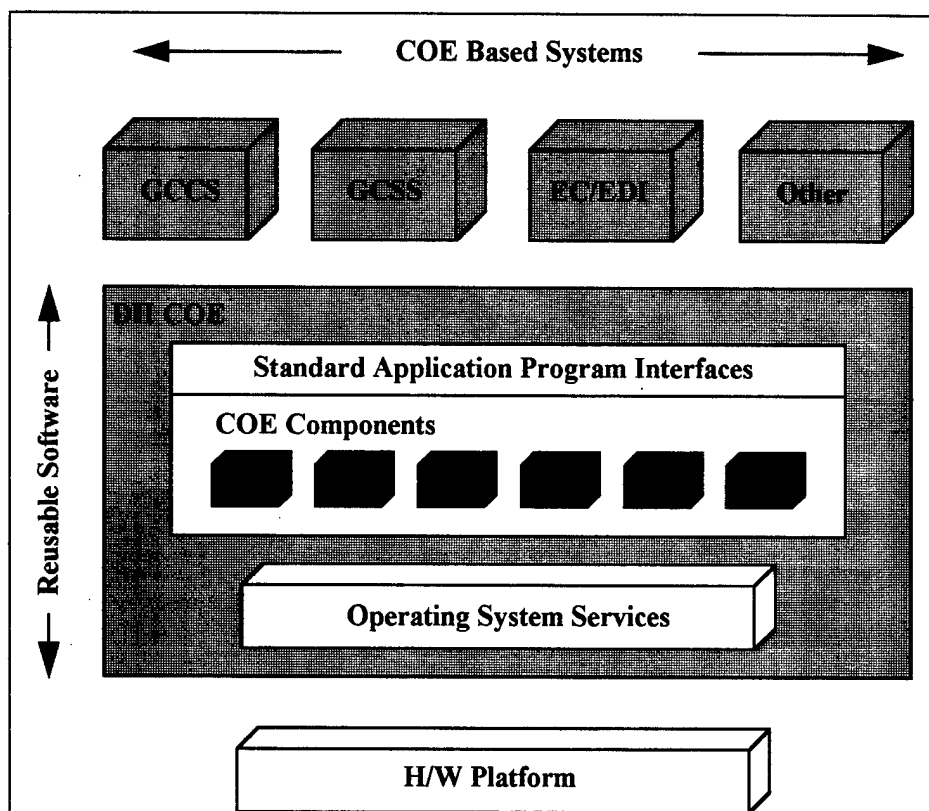 COE Based Systems
GCCS
GCSS
EC/EDI
Other
DII COE
Standard Application Program Interfaces
COE Components
Operating System Services
H/W Platform
Reusable Software